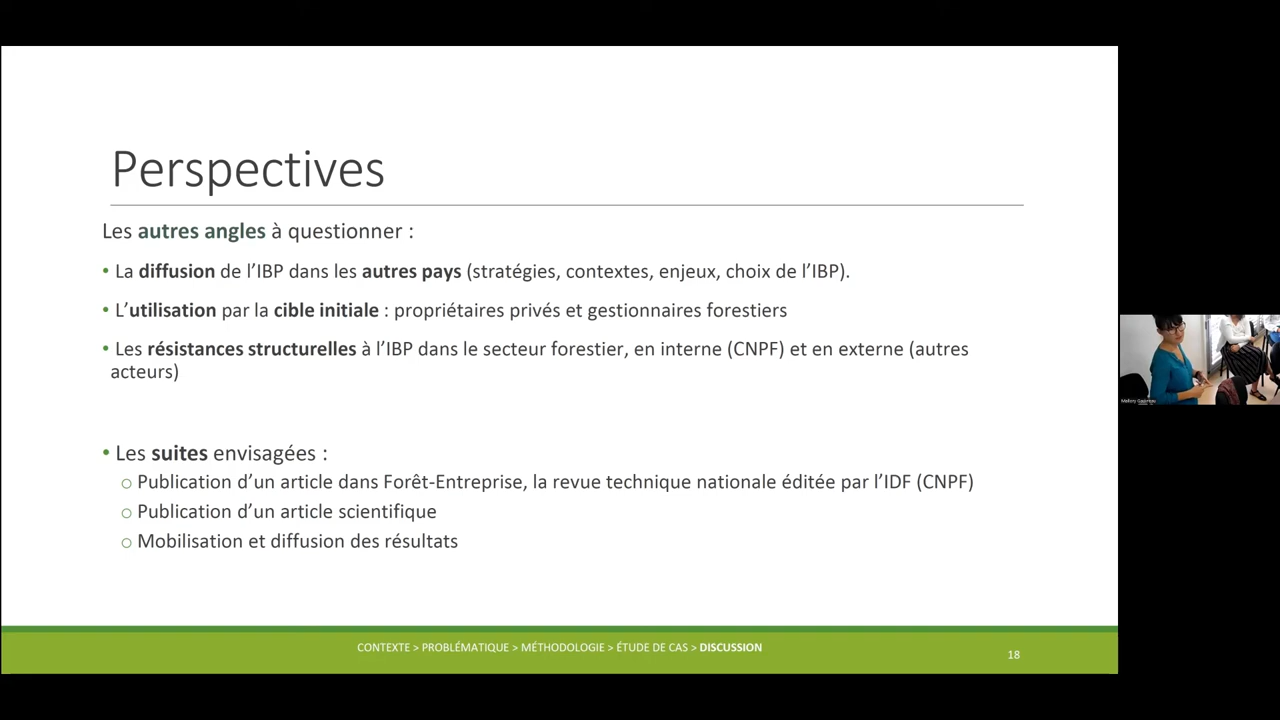 Perspectives
Les autres angles à questionner :
• La diffusion de l’IBP dans les autres pays (stratégies, contextes, enjeux, choix de l’IBP).
• L’utilisation par la cible initiale : propriétaires privés et gestionnaires forestiers
• Les résistances structurelles à l’IBP dans le secteur forestier, en interne (CNPF) et en externe (autres
acteurs)
• Les suites envisagées :
o Publication d’un article dans Forêt-Entreprise, la revue technique nationale éditée par l’IDF (CNPF)
o Publication d’un article scientifique
o Mobilisation et diffusion des résultats
CONTEXTE > PROBLÉMATIQUE > MÉTHODOLOGIE > ÉTUDE DE CAS > DISCUSSION
18